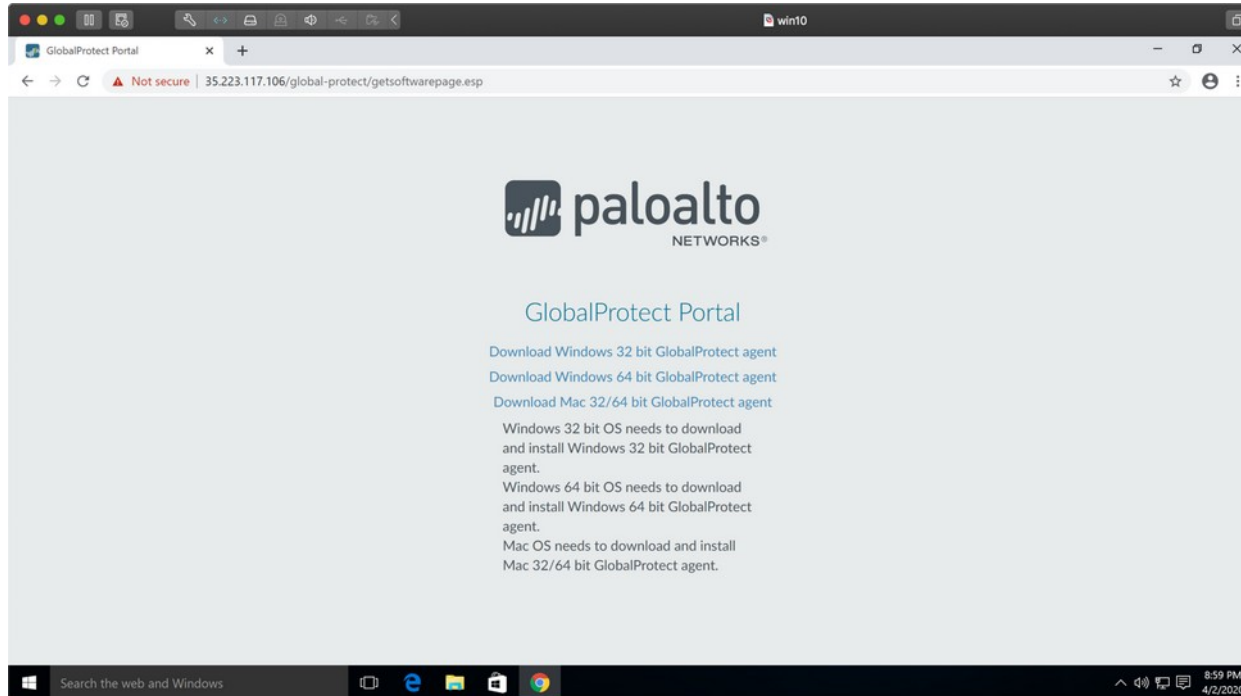 win10
GlobalProtect Portal
Not secure | 35.223.117.106/global-protect/getsoftwarepage.esp
paloalto
NETWORKS®
GlobalProtect Portal
Download Windows 32 bit GlobalProtect agent
Download Windows 64 bit GlobalProtect agent
Download Mac 32/64 bit GlobalProtect agent
Windows 32 bit OS needs to download
and install Windows 32 bit GlobalProtect
agent.
Windows 64 bit OS needs to download
and install Windows 64 bit GlobalProtect
agent.
Mac OS needs to download and install
Mac 32/64 bit GlobalProtect agent.
Search the web and Windows
8:59 PM